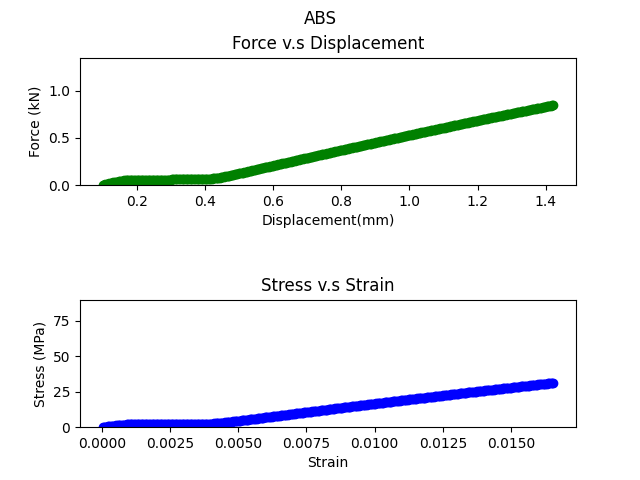 ABS
Force v.s Displacement
1.0
0.5
0.0
Force (kN)
0.2 0.4 0.6 0.8 1.0 1.2 1.4
Displacement(mm)
Stress v.s Strain
75
50
25
0
Stress (MPa)
0.0000 0.0025 0.0050 0.0075 0.0100 0.0125 0.0150
Strain